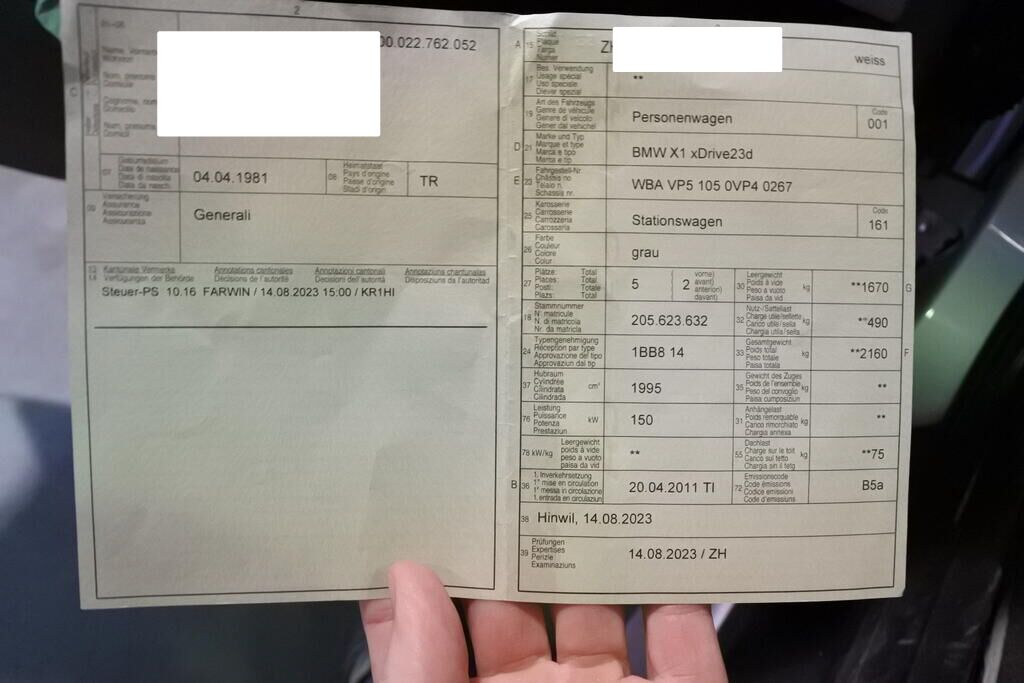 2
00.022.762.052
C
Geburtsdatum
Date de naissance
Data di nascita
Data da nasch.
07
04.04.1981
08
Heimatstaat
Pays d'origine
Paese d'origine
Stadi d'origin
TR
09
Versicherung
Assurance
Assicurazione
Assicuranza
Generali
13
14
Kantonale Vermerke
Verfügungen der Behörde
Annotations cantonales
Décisions de l'autorité
Annotazioni cantonali
Decisioni dell'autorità
Annotaziuns chantunalas
Disposiziuns da l'autoritad
Steuer-PS 10.16 FARWIN / 14.08.2023 15:00 / KR1HI
A
15
Schild
Plaque
Targa
Numer
ZH
weiss
17
Bes. Verwendung
Usage spécial
Uso speciale
Diever spezial
**
19
Art des Fahrzeugs
Genre de véhicule
Genere di veicolo
Gener dal vehichel
Personenwagen
Code
001
D
21
Marke und Typ
Marque et type
Marca e tipo
Marca e tip
BMW X1 xDrive23d
E
23
Fahrgestell-Nr.
Châssis no
Telaio n.
Schassis nr.
WBA VP5 105 0VP4 0267
25
Karosserie
Carrosserie
Carrozzeria
Carossaria
Stationswagen
Code
161
26
Farbe
Couleur
Colore
Colur
grau
27
Plätze: Total
Places: Total
Posti: Totale
Plazs: Total
5
2
vorne)
avant)
anteriori)
davant)
30
Leergewicht
Poids à vide
Peso a vuoto
Paisa da vid
kg
**1670
G
18
Stammnummer
N° matricule
N. di matricola
Nr. da matricla
205.623.632
32
Nutz-/Sattellast
Charge utile/sellette
Carico utile/sella
Chargia utila/sella
kg
**490
24
Typengenehmigung
Réception par type
Approvazione del tipo
Approvaziun dal tip
1BB8 14
33
Gesamtgewicht
Poids total
Peso totale
Paisa totala
kg
**2160
F
37
Hubraum
Cylindrée
Cilindrata
Cilindrada
cm³
1995
35
Gewicht des Zuges
Poids de l'ensemble
Peso del convoglio
Paisa cumposiziun
kg
**
76
Leistung
Puissance
Potenza
Prestaziun
kW
150
31
Anhängelast
Poids remorquable
Carico rimorchiato
Chargia annexa
kg
**
78 kW/kg
Leergewicht
poids à vide
peso a vuoto
paisa da vid
**
55
Dachlast
Charge sur le toit
Carico sul tetto
Chargia sin il tetg
kg
**75
B
36
1. Inverkehrsetzung
1re mise en circulation
1a messa in circolazione
1. entrada en circulaziun
20.04.2011 TI
72
Emissionscode
Code émissions
Codice emissioni
Code d'emissiuns
B5a
38
Hinwil, 14.08.2023
39
Prüfungen
Expertises
Perizie
Examinaziuns
14.08.2023 / ZH